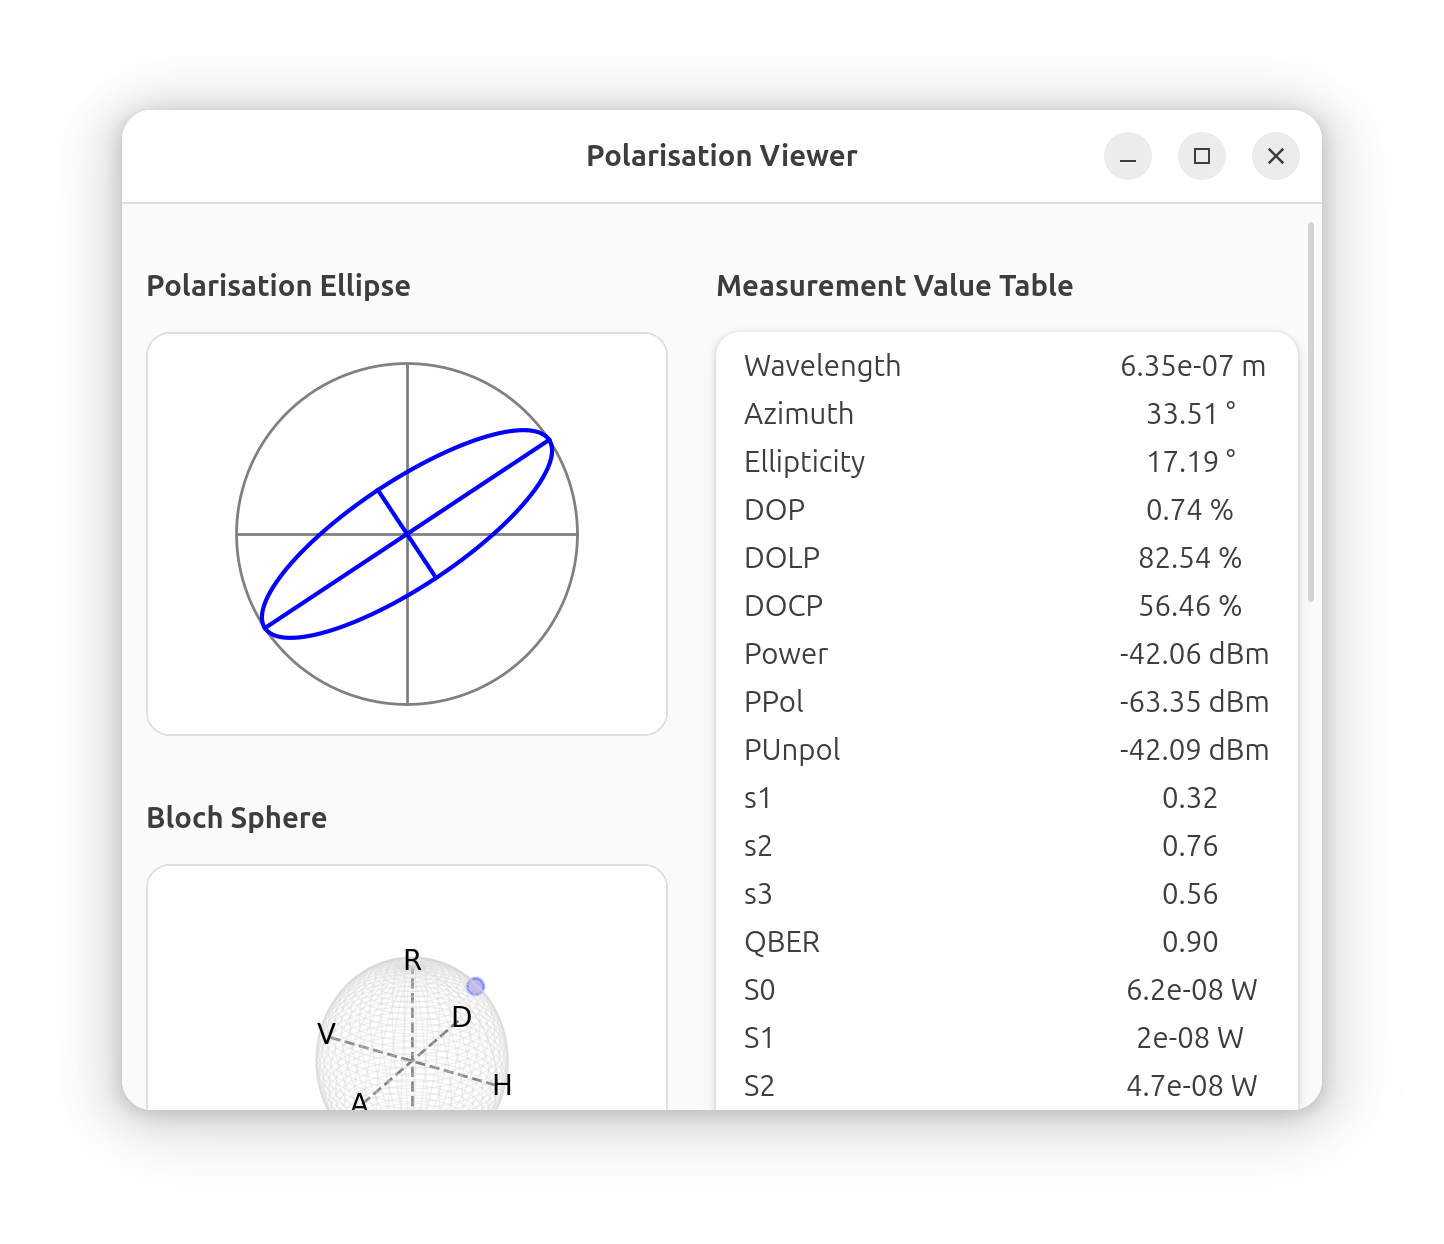 Polarisation Viewer
Polarisation Ellipse
Bloch Sphere
R
D
V
H
A
Measurement Value Table
Wavelength 6.35e-07 m
Azimuth 33.51 °
Ellipticity 17.19 °
DOP 0.74 %
DOLP 82.54 %
DOCP 56.46 %
Power -42.06 dBm
PPol -63.35 dBm
PUnpol -42.09 dBm
s1 0.32
s2 0.76
s3 0.56
QBER 0.90
S0 6.2e-08 W
S1 2e-08 W
S2 4.7e-08 W